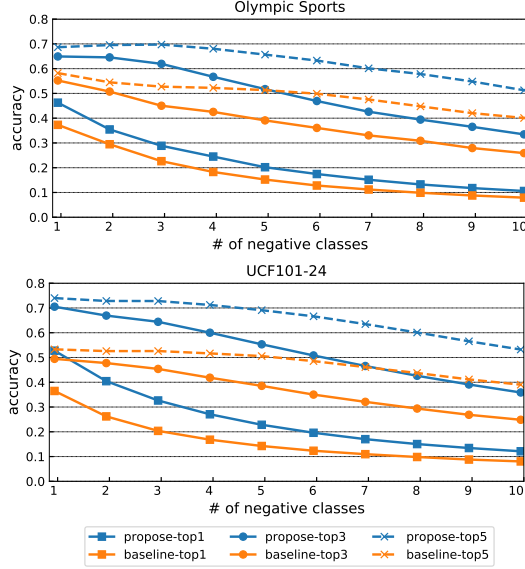 Olympic Sports
0.8
0.7
0.6
0.5
0.4
0.3
0.2
0.1
0.0
accuracy
1 2 3 4 5 6 7 8 9 10
# of negative classes
UCF101-24
0.8
0.7
0.6
0.5
0.4
0.3
0.2
0.1
0.0
accuracy
1 2 3 4 5 6 7 8 9 10
# of negative classes
propose-top1 propose-top3 propose-top5
baseline-top1 baseline-top3 baseline-top5